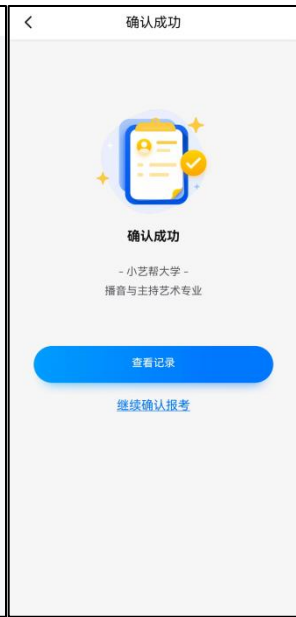 确认成功
确认成功
- 小艺帮大学 -
播音与主持艺术专业
查看记录
继续确认报考